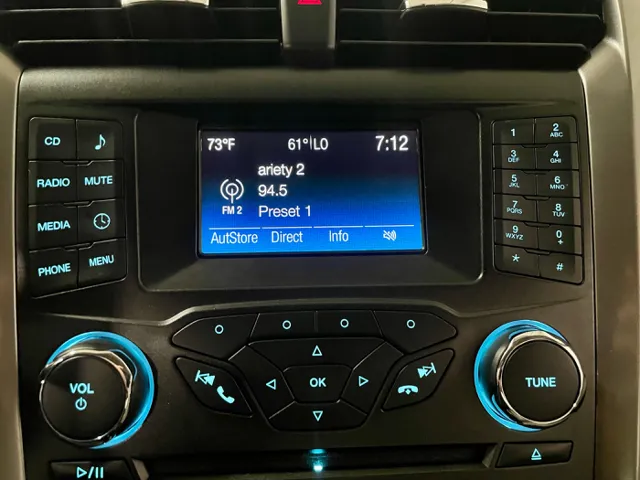 73°F 61°|LO 7:12
ariety 2
94.5
FM 2 Preset 1
AutoStore Direct Info
CD
RADIO MUTE
MEDIA
PHONE MENU
1 2 ABC
3 DEF 4 GHI
5 JKL 6 MNO
7 PQRS 8 TUV
9 WXYZ 0 +
* #
OK
VOL
TUNE